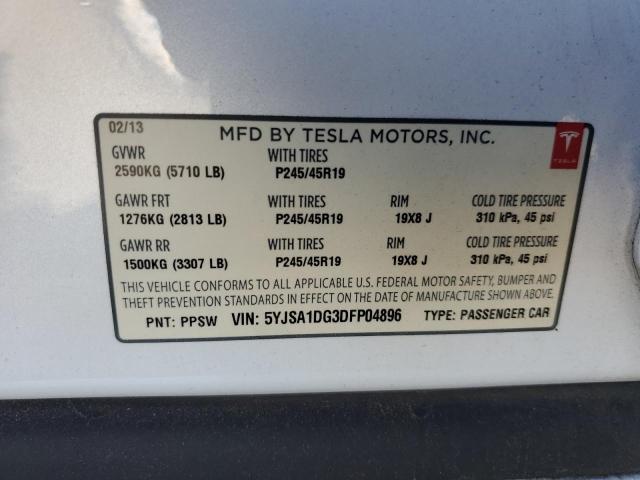 02/13
MFD BY TESLA MOTORS, INC.
TESLA
GVWR WITH TIRES
2590KG (5710 LB) P245/45R19
GAWR FRT WITH TIRES RIM COLD TIRE PRESSURE
1276KG (2813 LB) P245/45R19 19X8 J 310 kPa, 45 psi
GAWR RR WITH TIRES RIM COLD TIRE PRESSURE
1500KG (3307 LB) P245/45R19 19X8 J 310 kPa, 45 psi
THIS VEHICLE CONFORMS TO ALL APPLICABLE U.S. FEDERAL MOTOR SAFETY, BUMPER AND
THEFT PREVENTION STANDARDS IN EFFECT ON THE DATE OF MANUFACTURE SHOWN ABOVE.
PNT: PPSW VIN: 5YJSA1DG3DFP04896 TYPE: PASSENGER CAR